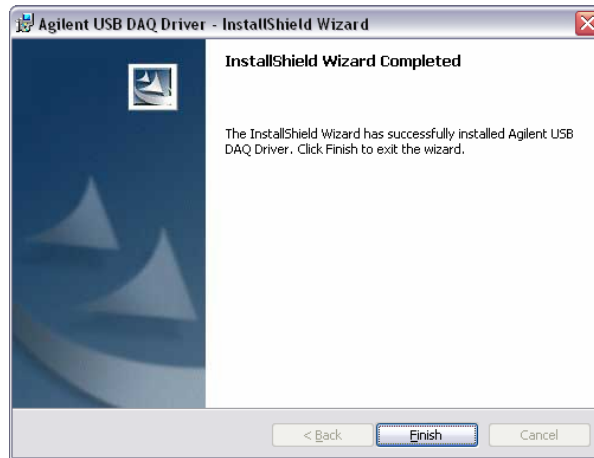 Agilent USB DAQ Driver - InstallShield Wizard
InstallShield Wizard Completed
The InstallShield Wizard has successfully installed Agilent USB
DAQ Driver. Click Finish to exit the wizard.
< Back
Finish
Cancel